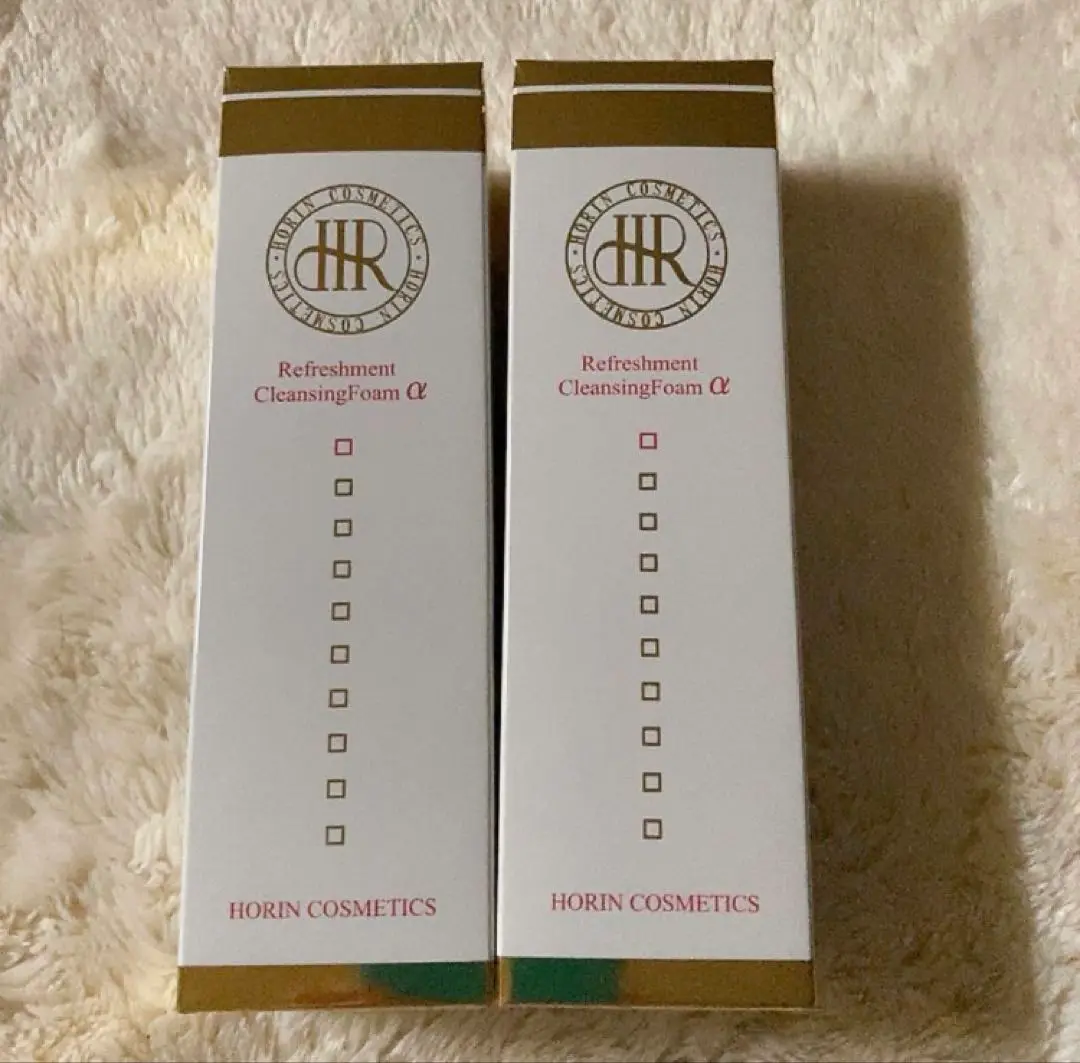 HORIN COSMETICS · HORIN COSMETICS ·
HR
Refreshment
CleansingFoam α
HORIN COSMETICS
HORIN COSMETICS · HORIN COSMETICS ·
HR
Refreshment
CleansingFoam α
HORIN COSMETICS